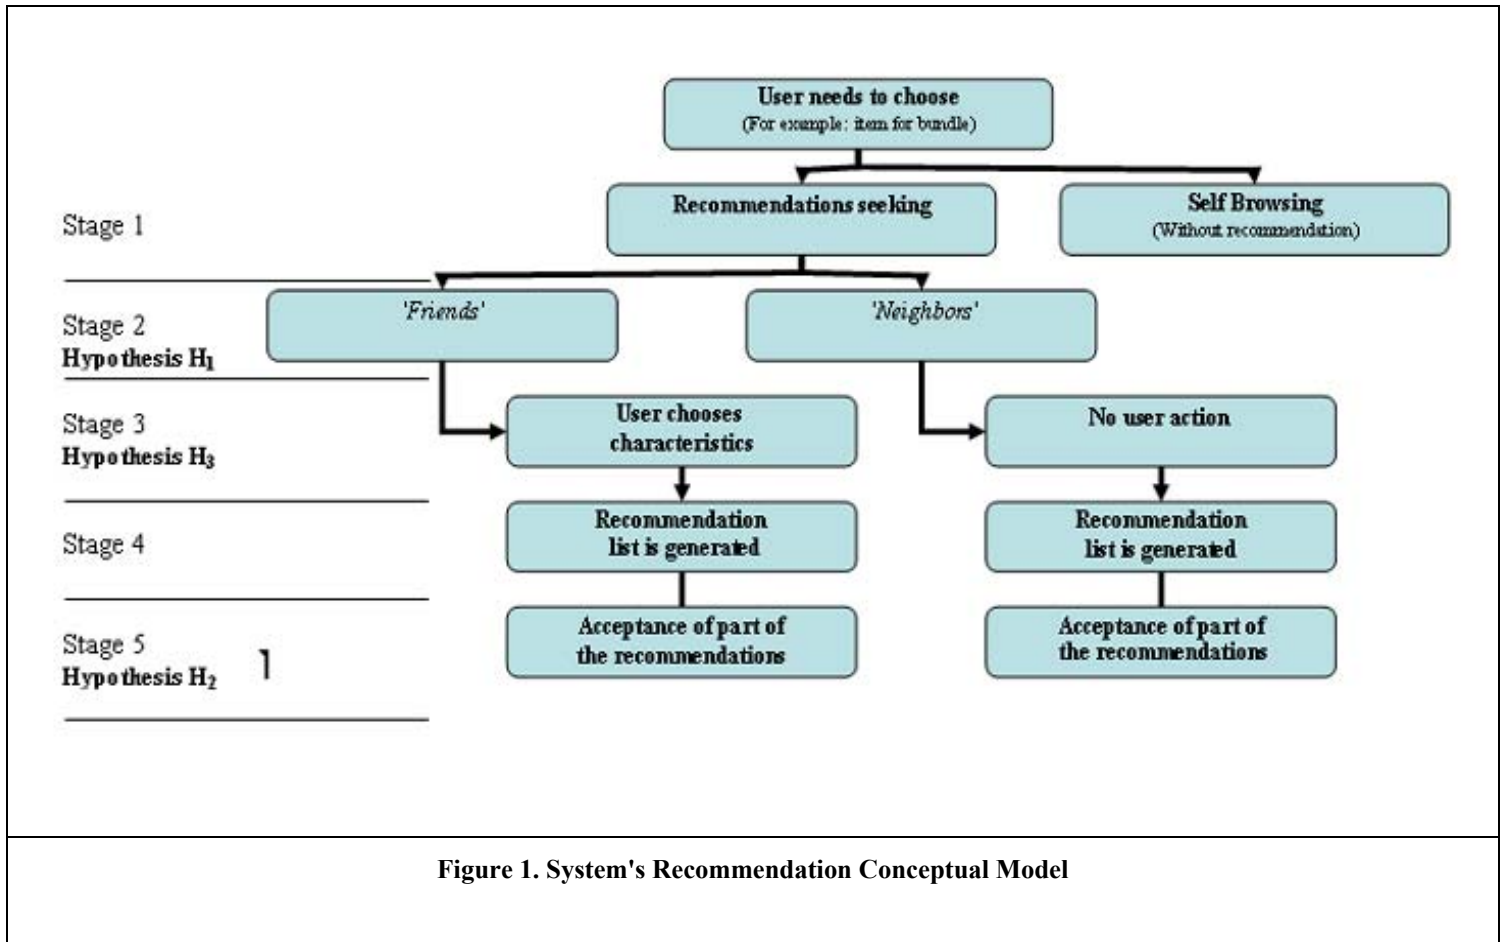 User needs to choose
(For example: item for bundle)
Recommendations seeking
Self Browsing
(Without recommendation)
Stage 1
'Friends'
'Neighbors'
Stage 2
Hypothesis H1
User chooses
characteristics
No user action
Stage 3
Hypothesis H3
Recommendation
list is generated
Recommendation
list is generated
Stage 4
Acceptance of part of
the recommendations
Acceptance of part of
the recommendations
Stage 5
Hypothesis H2
Figure 1. System's Recommendation Conceptual Model